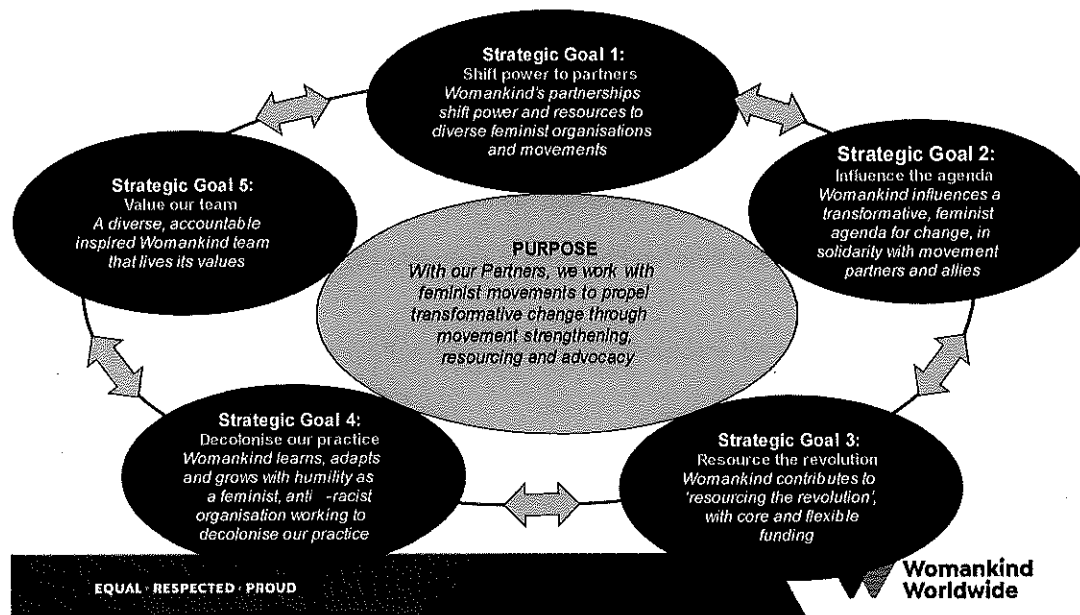 Strategic Goal 1:
Shift power to partners
Womankind's partnerships
shift power and resources to
diverse feminist organisations
and movements
Strategic Goal 2:
Influence the agenda
Womankind influences a
transformative, feminist
agenda for change, in
solidarity with movement
partners and allies
Strategic Goal 5:
Value our team
A diverse, accountable
inspired Womankind team
that lives its values
PURPOSE
With our Partners, we work with
feminist movements to propel
transformative change through
movement strengthening,
resourcing and advocacy
Strategic Goal 4:
Decolonise our practice
Womankind learns, adapts
and grows with humility as
a feminist, anti -racist
organisation working to
decolonise our practice
Strategic Goal 3:
Resource the revolution
Womankind contributes to
'resourcing the revolution',
with core and flexible
funding
EQUAL · RESPECTED · PROUD
Womankind
Worldwide